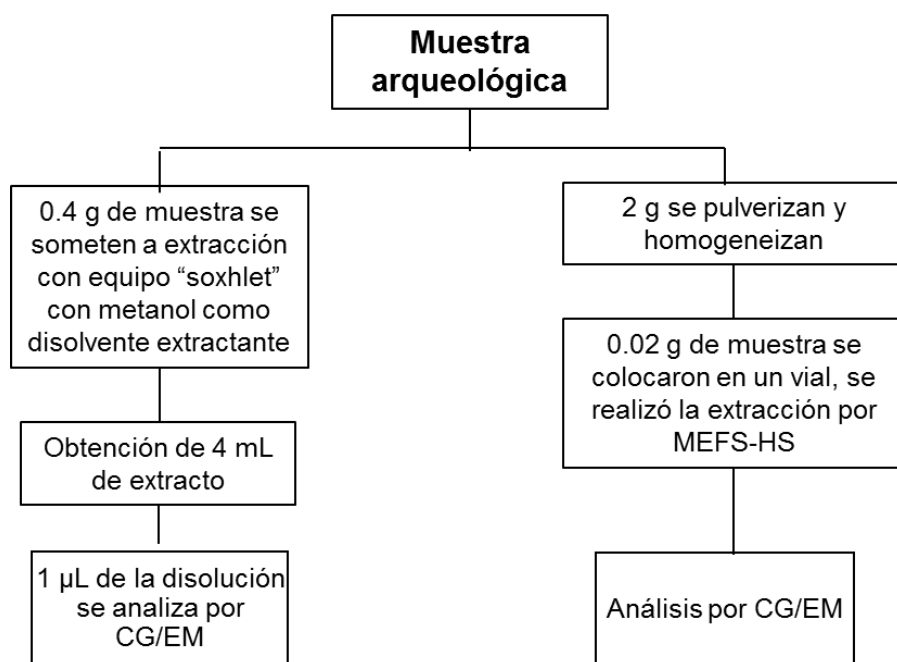 Muestra
arqueológica
0.4 g de muestra se
someten a extracción
con equipo “soxhlet”
con metanol como
disolvente extractante
Obtención de 4 mL
de extracto
1 µL de la disolución
se analiza por
CG/EM
2 g se pulverizan y
homogeneizan
0.02 g de muestra se
colocaron en un vial, se
realizó la extracción por
MEFS-HS
Análisis por CG/EM